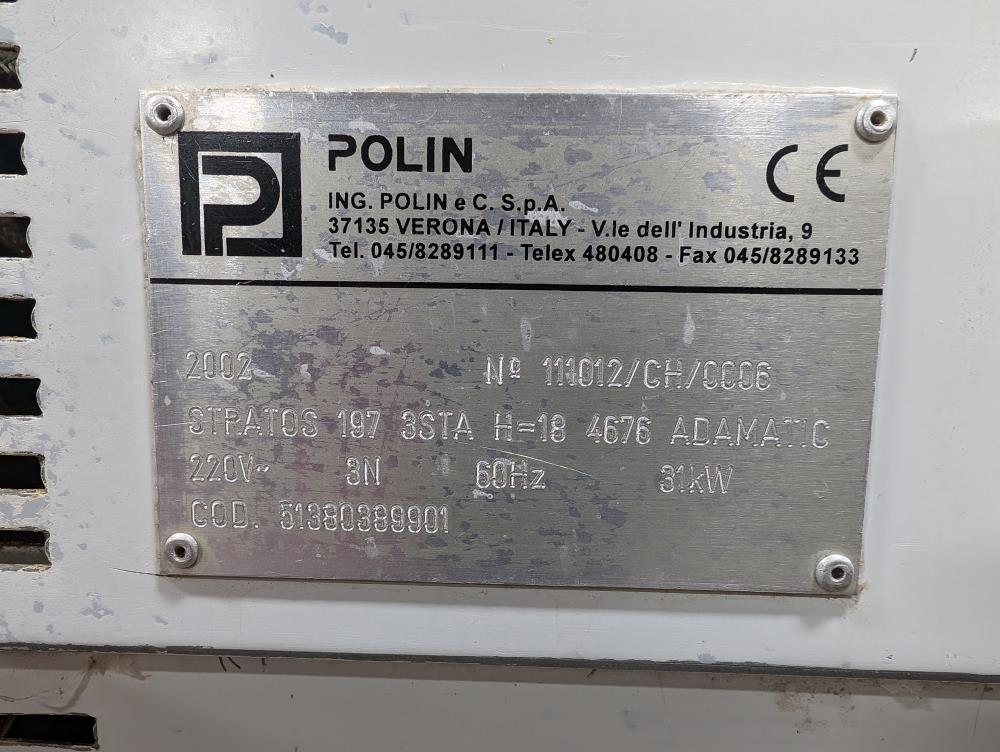 POLIN
ING. POLIN e C. S.p.A.
37135 VERONA / ITALY - V.le dell' Industria, 9
Tel. 045/8289111 - Telex 480408 - Fax 045/8289133
CE
2002 Nº 111012/CH/0006
STRATOS 197 3STA H=18 4676 ADAMATIC
220V~ 3N 60Hz 31kW
COD. 51380389901